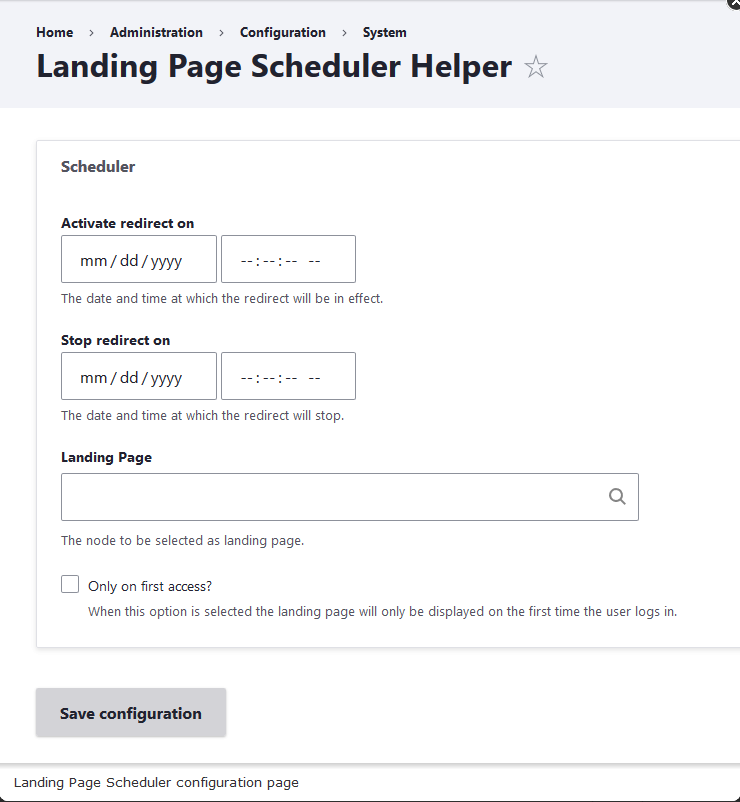 Home > Administration > Configuration > System
Landing Page Scheduler Helper
Scheduler
Activate redirect on
mm/dd/yyyy --:--:-- --
The date and time at which the redirect will be in effect.
Stop redirect on
mm/dd/yyyy --:--:-- --
The date and time at which the redirect will stop.
Landing Page
The node to be selected as landing page.
Only on first access?
When this option is selected the landing page will only be displayed on the first time the user logs in.
Save configuration
Landing Page Scheduler configuration page